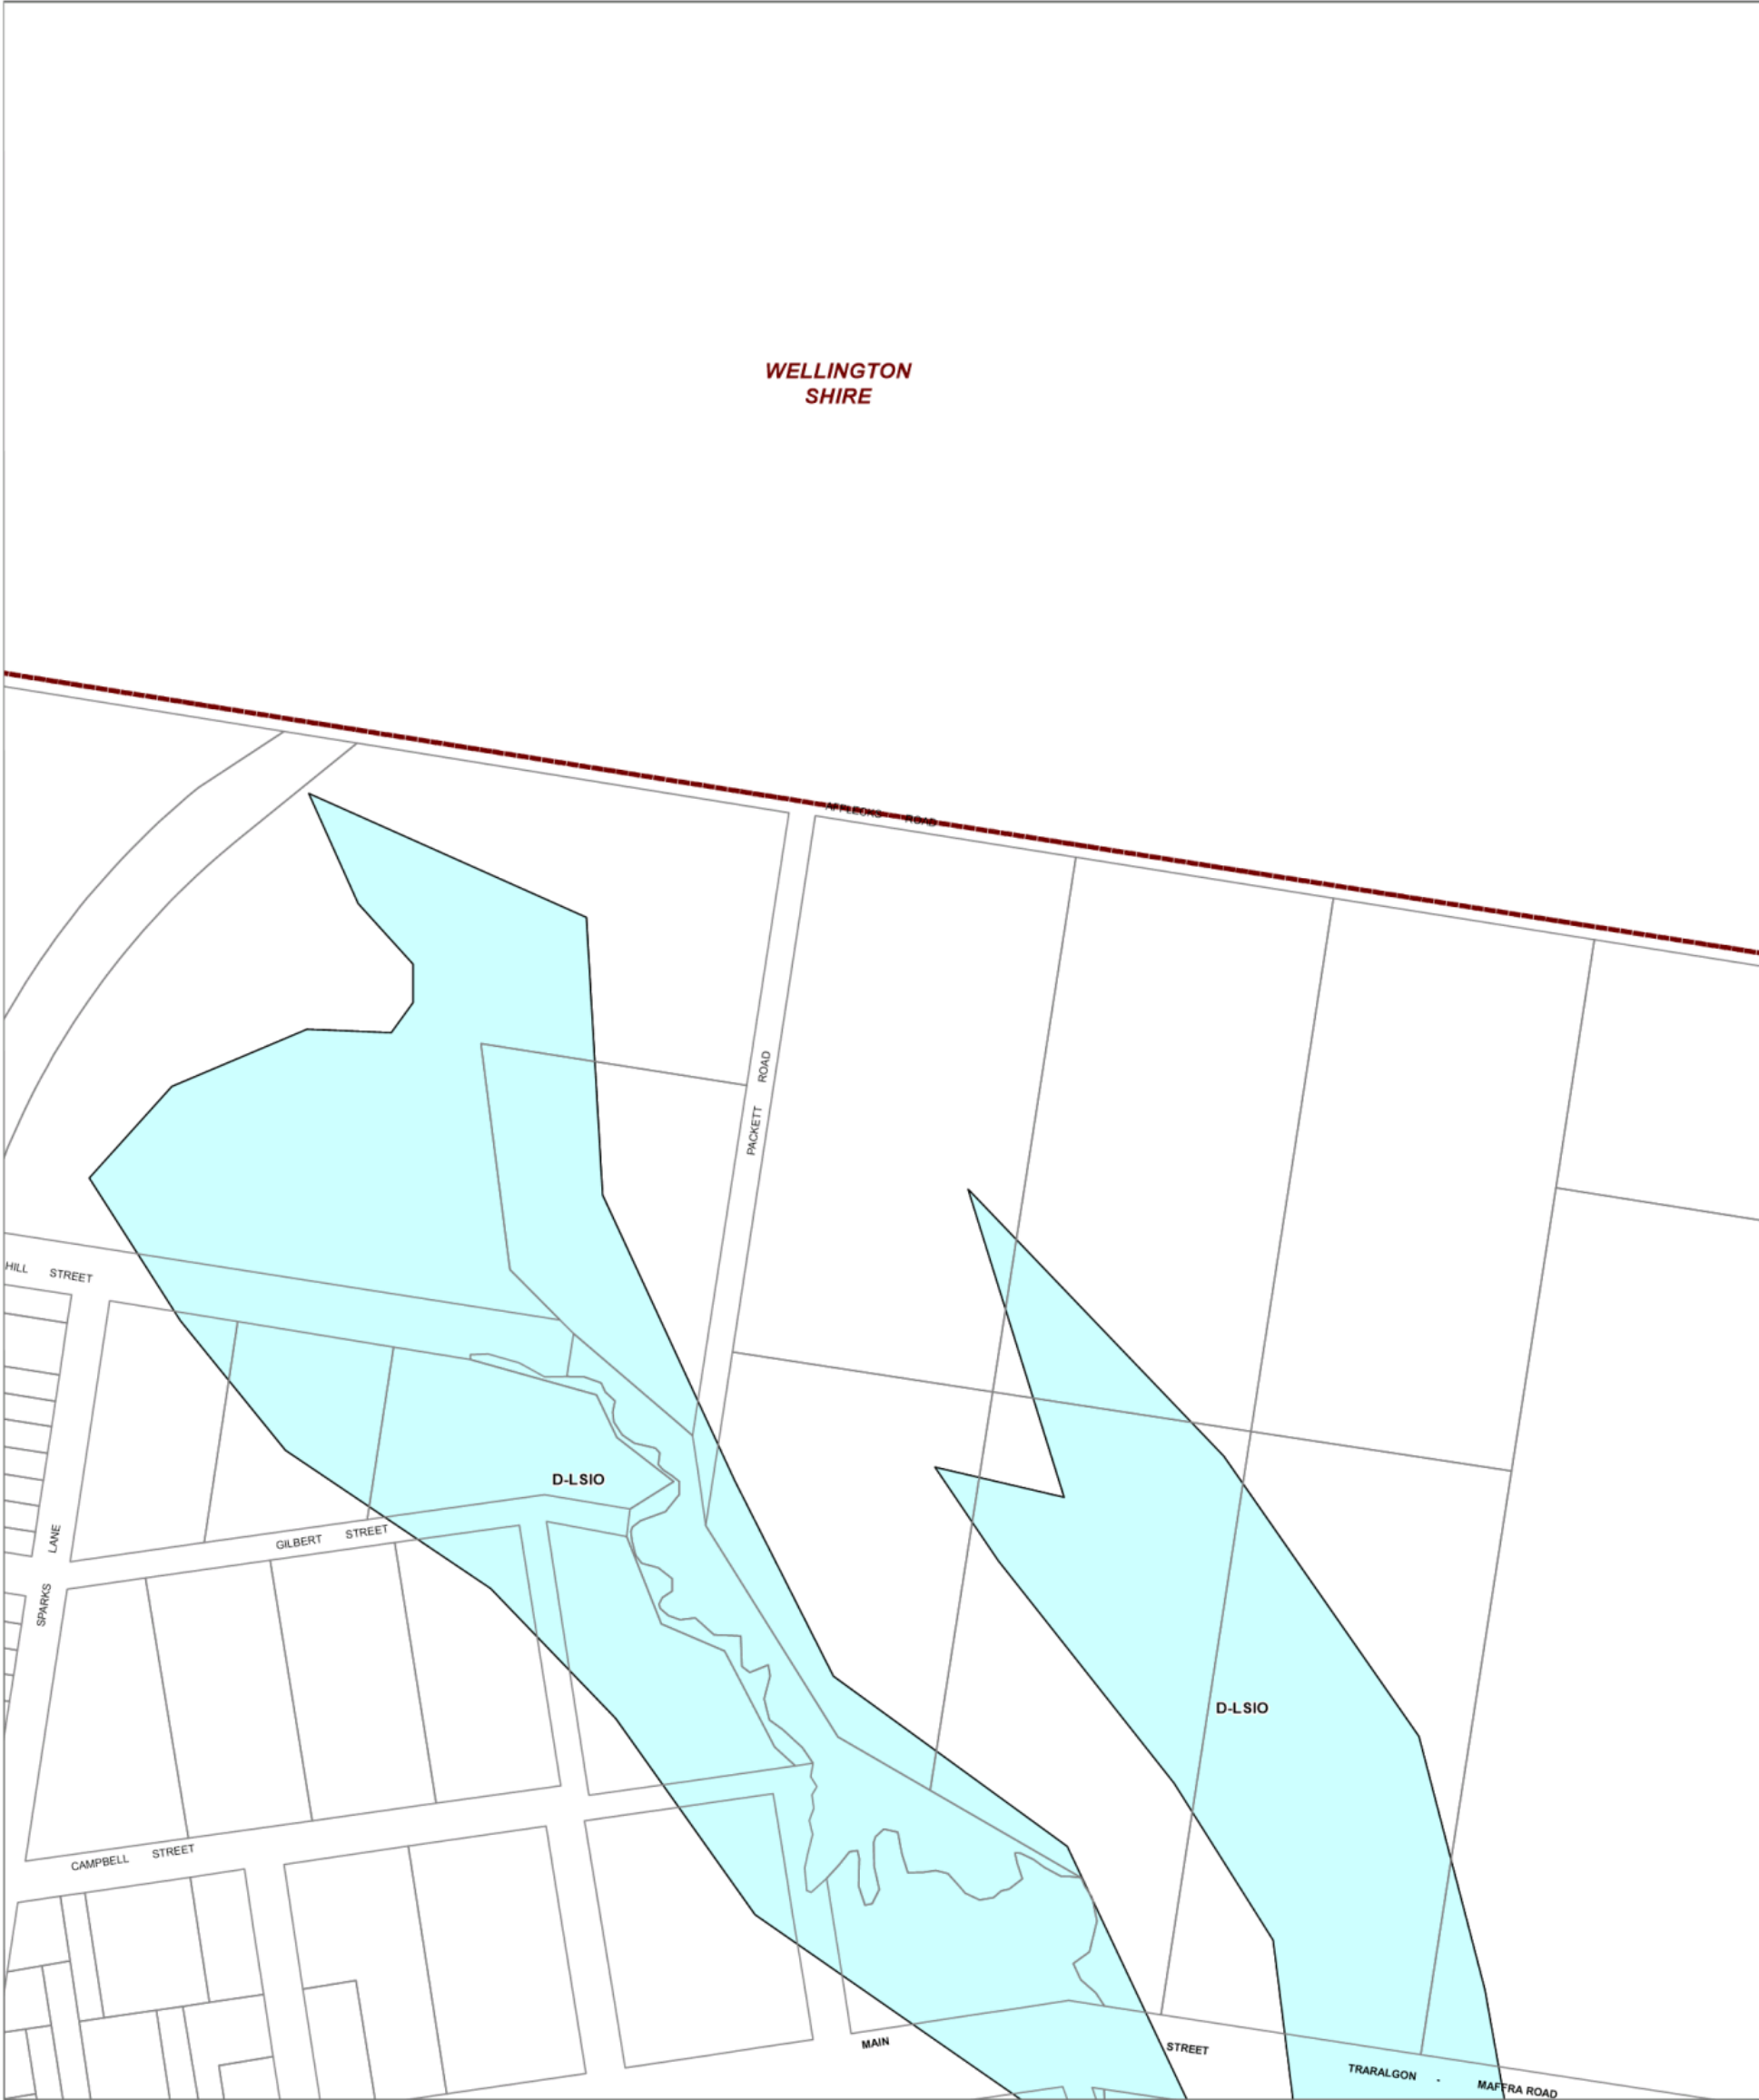 WELLINGTON
SHIRE
AFFLECKS ROAD
PACKETT ROAD
HILL STREET
D-LSIO
GILBERT STREET
SPARKS LANE
D-LSIO
CAMPBELL STREET
MAIN STREET
TRARALGON - MAFFRA ROAD